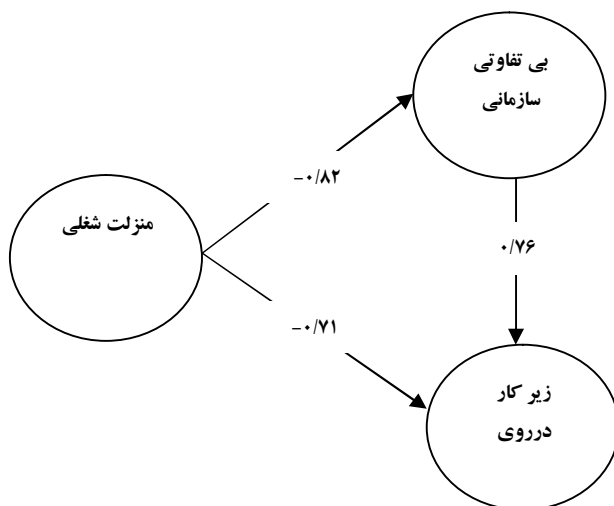 بی تفاوتی
سازمانی
-۰/۸۲
منزلت شغلی
۰/۷۶
-۰/۷۱
زیر کار
درروی